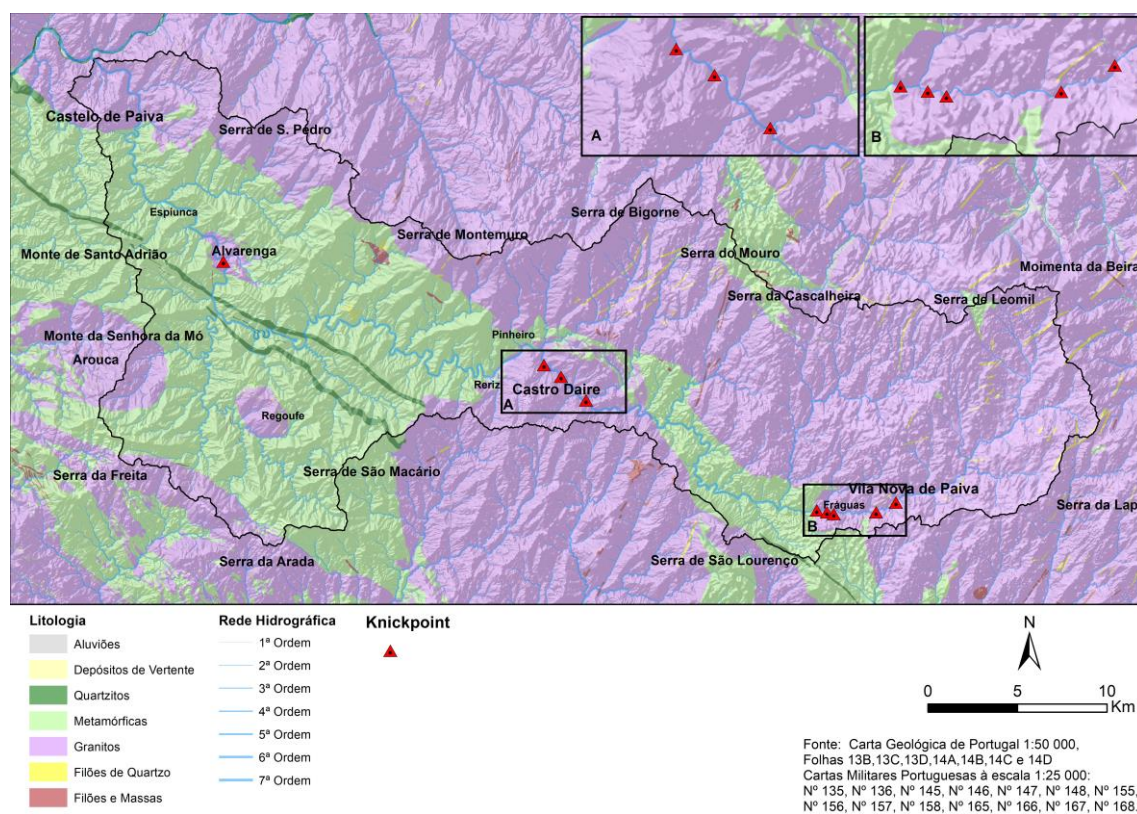 A
B
Castelo de Paiva
Serra de S. Pedro
Espiunca
Serra de Bigorne
Serra de Montemuro
Monte de Santo Adrião
Alvarenga
Serra do Mouro
Moimenta da Beira
Serra da Cascalheira
Serra de Leomil
Monte da Senhora da Mó
Pinheiro
Arouca
Reriz
Castro Daire
A
Regoufe
Serra da Freita
Serra de São Macário
Vila Nova de Paiva
Fráguas
B
Serra da Lap
Serra da Arada
Serra de São Lourenço
Litologia
Aluviões
Depósitos de Vertente
Quartzitos
Metamórficas
Granitos
Filões de Quartzo
Filões e Massas
Rede Hidrográfica
1ª Ordem
2ª Ordem
3ª Ordem
4ª Ordem
5ª Ordem
6ª Ordem
7ª Ordem
Knickpoint
N
0 5 10
Km
Fonte: Carta Geológica de Portugal 1:50 000,
Folhas 13B,13C,13D,14A,14B,14C e 14D
Cartas Militares Portuguesas à escala 1:25 000:
Nº 135, Nº 136, Nº 145, Nº 146, Nº 147, Nº 148, Nº 155,
Nº 156, Nº 157, Nº 158, Nº 165, Nº 166, Nº 167, Nº 168.